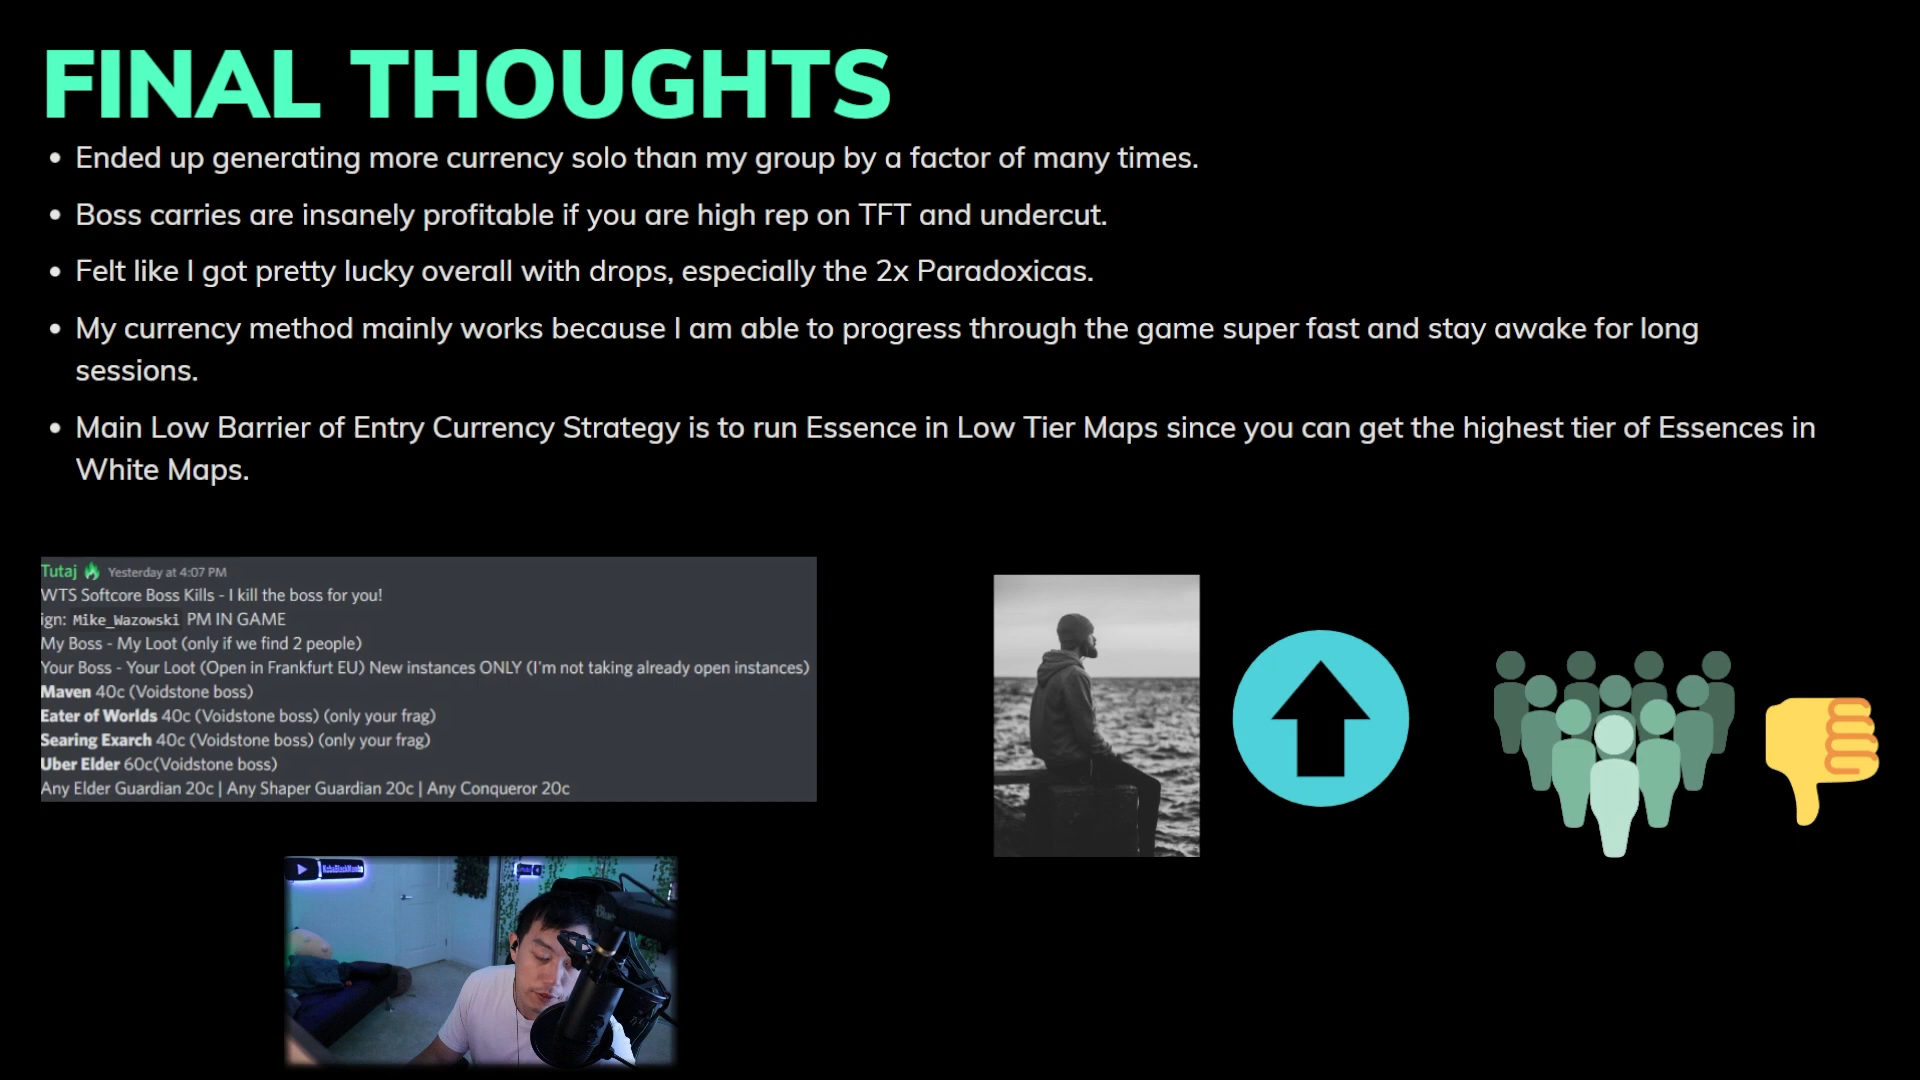 FINAL THOUGHTS
• Ended up generating more currency solo than my group by a factor of many times.
• Boss carries are insanely profitable if you are high rep on TFT and undercut.
• Felt like I got pretty lucky overall with drops, especially the 2x Paradoxicas.
• My currency method mainly works because I am able to progress through the game super fast and stay awake for long
sessions.
• Main Low Barrier of Entry Currency Strategy is to run Essence in Low Tier Maps since you can get the highest tier of Essences in
White Maps.
Tutaj Yesterday at 4:07 PM
WTS Softcore Boss Kills - I kill the boss for you!
ign: Mike_Wazowski PM IN GAME
My Boss - My Loot (only if we find 2 people)
Your Boss - Your Loot (Open in Frankfurt EU) New instances ONLY (I'm not taking already open instances)
Maven 40c (Voidstone boss)
Eater of Worlds 40c (Voidstone boss) (only your frag)
Searing Exarch 40c (Voidstone boss) (only your frag)
Uber Elder 60c(Voidstone boss)
Any Elder Guardian 20c | Any Shaper Guardian 20c | Any Conqueror 20c